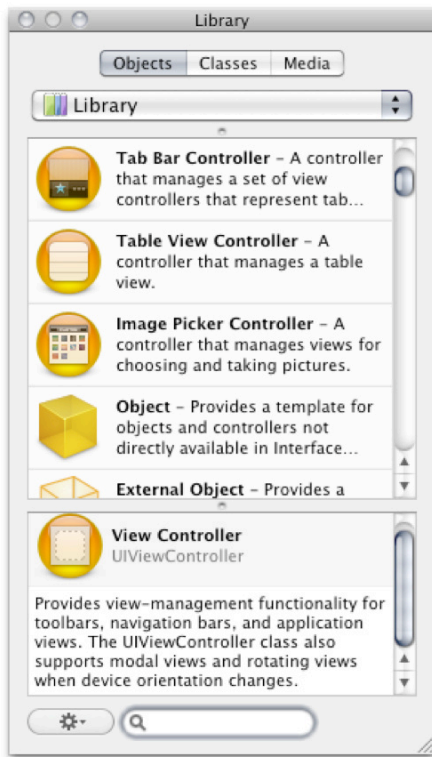 Library
Objects Classes Media
Library
Tab Bar Controller – A controller
that manages a set of view
controllers that represent tab...
Table View Controller – A
controller that manages a table
view.
Image Picker Controller – A
controller that manages views for
choosing and taking pictures.
Object – Provides a template for
objects and controllers not
directly available in Interface...
External Object – Provides a
View Controller
UIViewController
Provides view-management functionality for
toolbars, navigation bars, and application
views. The UIViewController class also
supports modal views and rotating views
when device orientation changes.